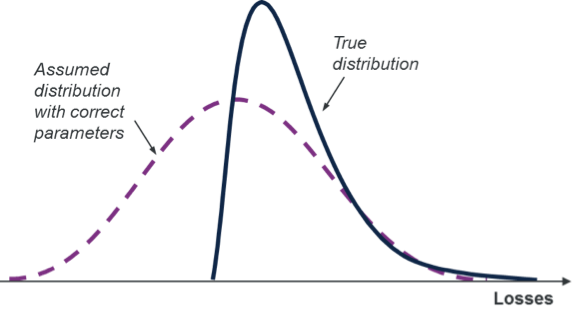 True
distribution
Assumed
distribution
with correct
parameters
Losses